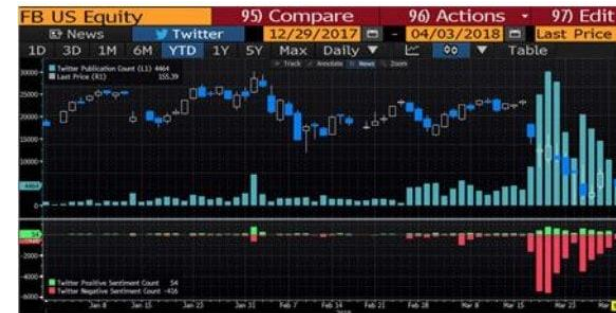 FB US Equity 95) Compare 96) Actions 97) Edit
News Twitter 12/29/2017 - 04/03/2018 Last Price
1D 3D 1M 6M YTD 1Y 5Y Max Daily ▼ ▼ Table
Track Annotate News Zoom
Twitter Publication Count (L1) 4464
Last Price (R1) 155.39
30000
25000
20000
15000
10000
4464
0
54
-2000
-4000
-6000
Twitter Positive Sentiment Count 54
Twitter Negative Sentiment Count -416
Jan 8 Jan 15 Jan 23 Jan 31 Feb 7 Feb 14 Feb 21 Feb 28 Mar 8 Mar 15 Mar 23 Mar